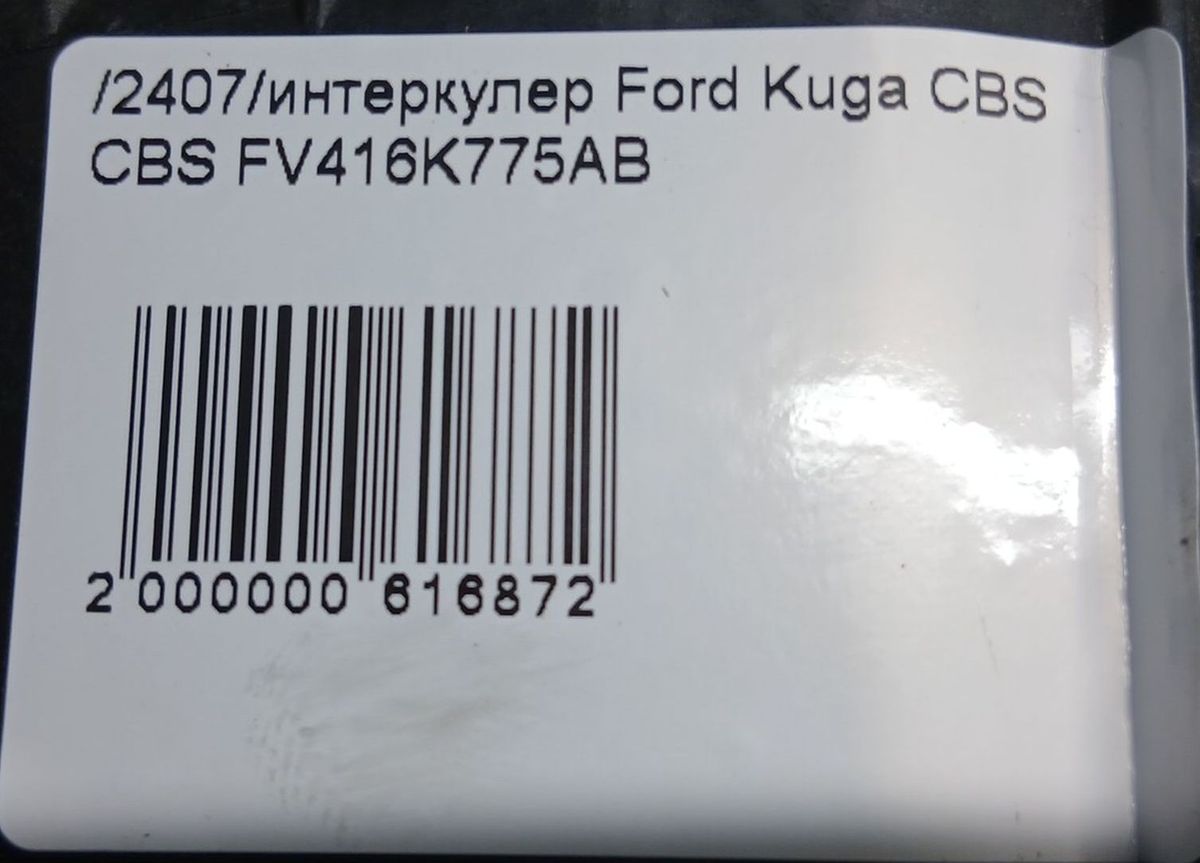 /2407/интеркулер Ford Kuga CBS
CBS FV416K775AB
2 000000 616872